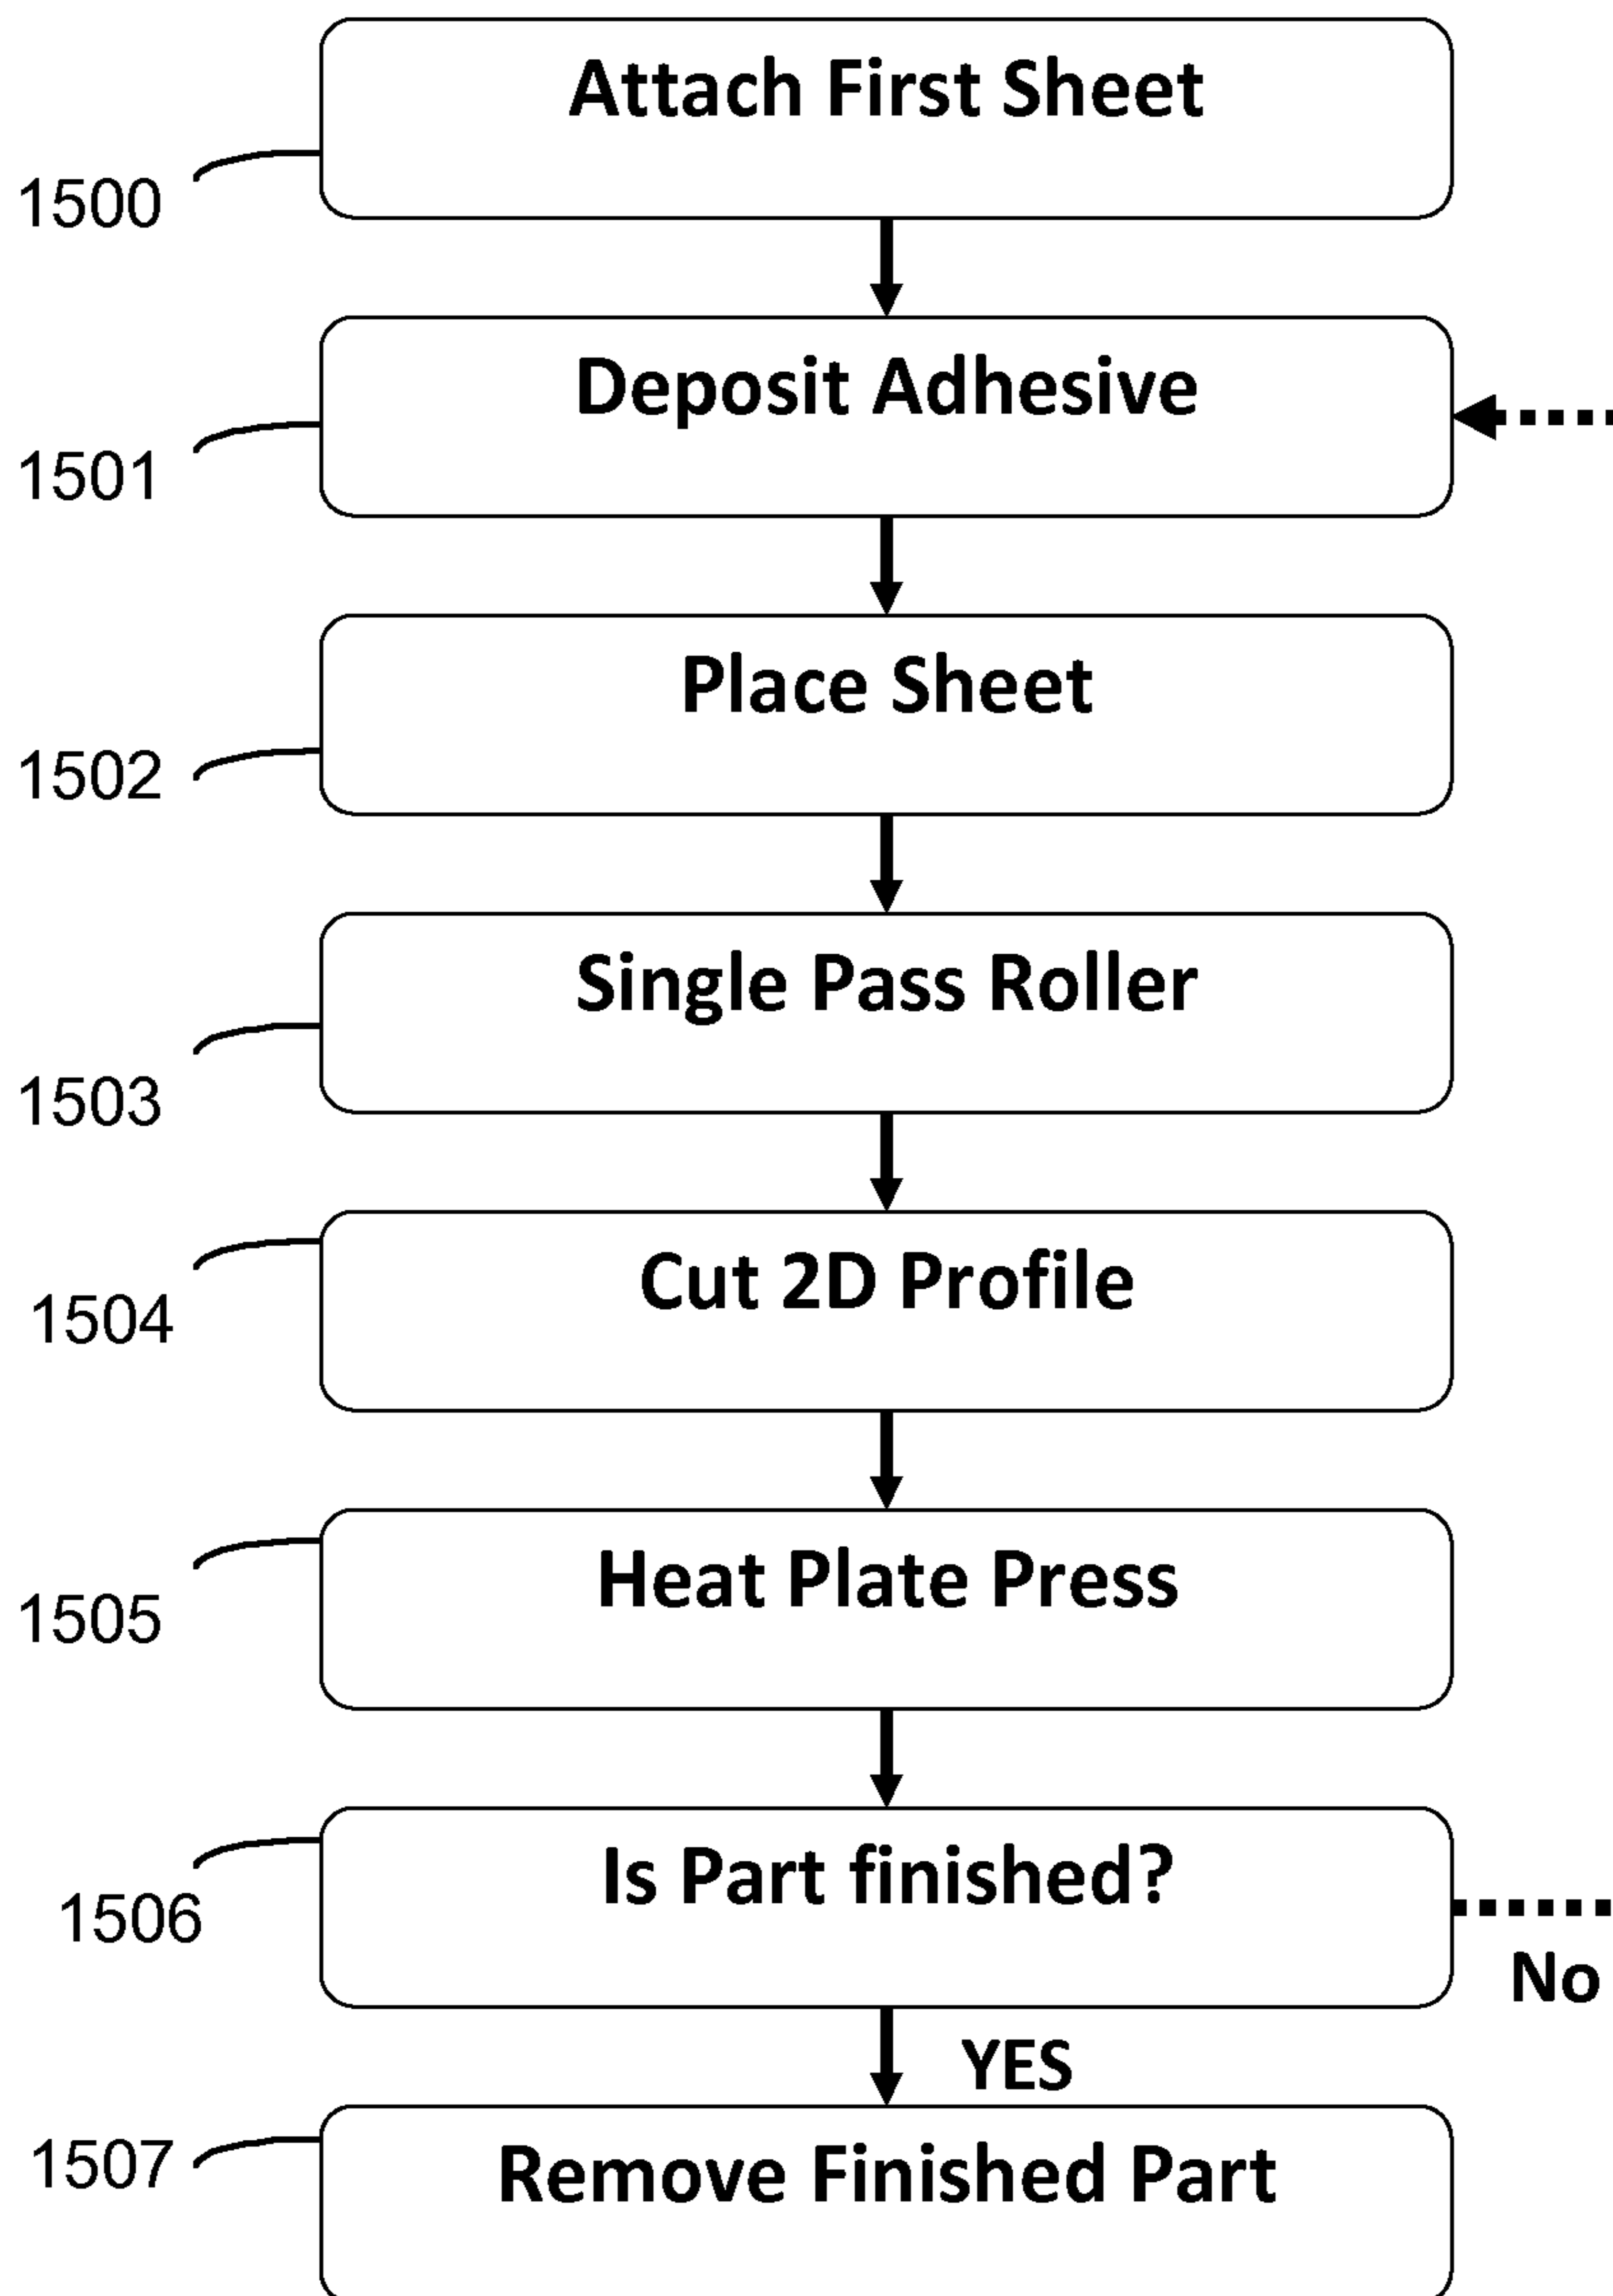 Attach First Sheet
1500
Deposit Adhesive
1501
Place Sheet
1502
Single Pass Roller
1503
Cut 2D Profile
1504
Heat Plate Press
1505
Is Part finished?
1506
No
YES
1507
Remove Finished Part